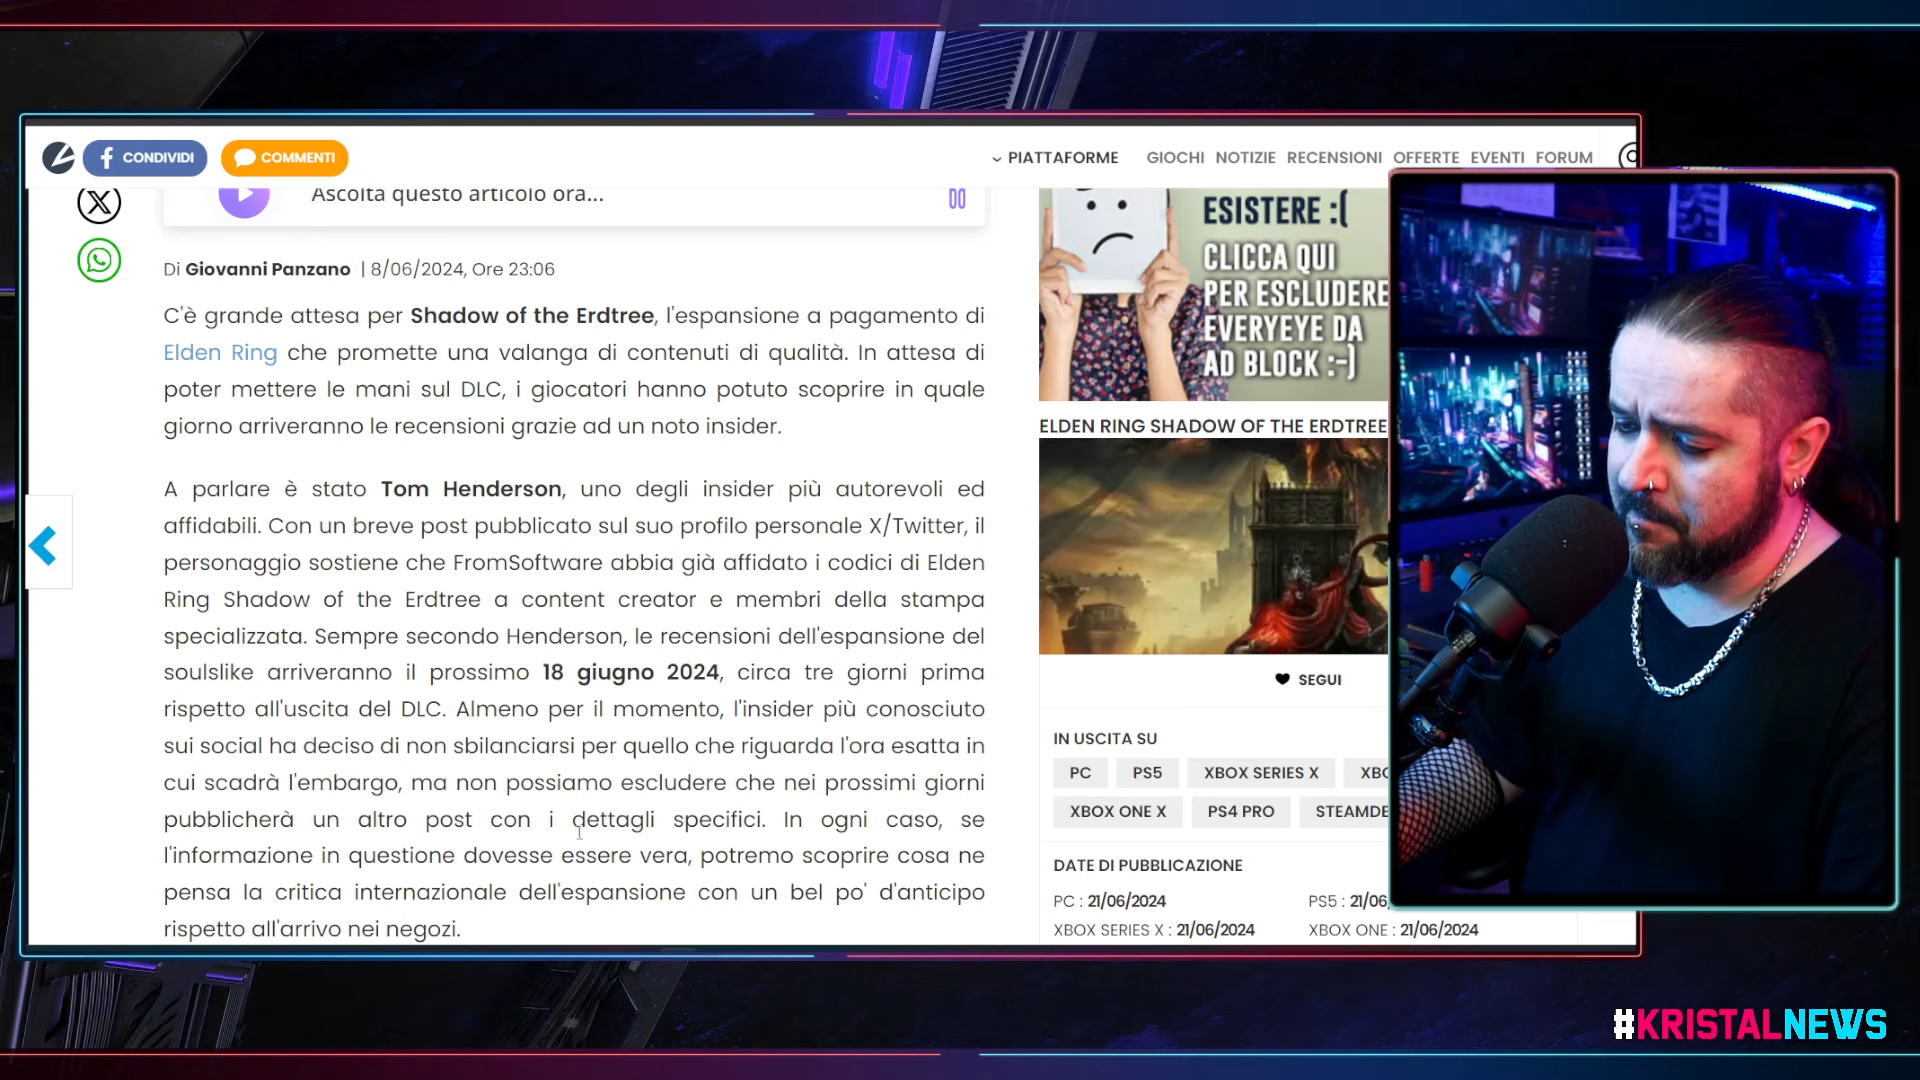 CONDIVIDI
COMMENTI
PIATTAFORME
GIOCHI NOTIZIE RECENSIONI OFFERTE EVENTI FORUM
Ascolta questo articolo ora...
Di Giovanni Panzano | 8/06/2024, Ore 23:06
C'è grande attesa per Shadow of the Erdtree, l'espansione a pagamento di
Elden Ring che promette una valanga di contenuti di qualità. In attesa di
poter mettere le mani sul DLC, i giocatori hanno potuto scoprire in quale
giorno arriveranno le recensioni grazie ad un noto insider.
A parlare è stato Tom Henderson, uno degli insider più autorevoli ed
affidabili. Con un breve post pubblicato sul suo profilo personale X/Twitter, il
personaggio sostiene che FromSoftware abbia già affidato i codici di Elden
Ring Shadow of the Erdtree a content creator e membri della stampa
specializzata. Sempre secondo Henderson, le recensioni dell'espansione del
soulslike arriveranno il prossimo 18 giugno 2024, circa tre giorni prima
rispetto all'uscita del DLC. Almeno per il momento, l'insider più conosciuto
sui social ha deciso di non sbilanciarsi per quello che riguarda l'ora esatta in
cui scadrà l'embargo, ma non possiamo escludere che nei prossimi giorni
pubblicherà un altro post con i dettagli specifici. In ogni caso, se
l'informazione in questione dovesse essere vera, potremo scoprire cosa ne
pensa la critica internazionale dell'espansione con un bel po' d'anticipo
rispetto all'arrivo nei negozi.
ESISTERE :(
CLICCA QUI
PER ESCLUDERE
EVERYEYE DA
AD BLOCK :-)
ELDEN RING SHADOW OF THE ERDTREE
SEGUI
IN USCITA SU
PC PS5 XBOX SERIES X
XBOX ONE X PS4 PRO
DATE DI PUBBLICAZIONE
PC : 21/06/2024 PS5 : 21/06
XBOX SERIES X : 21/06/2024 XBOX ONE : 21/06/2024
#KRISTALNEWS